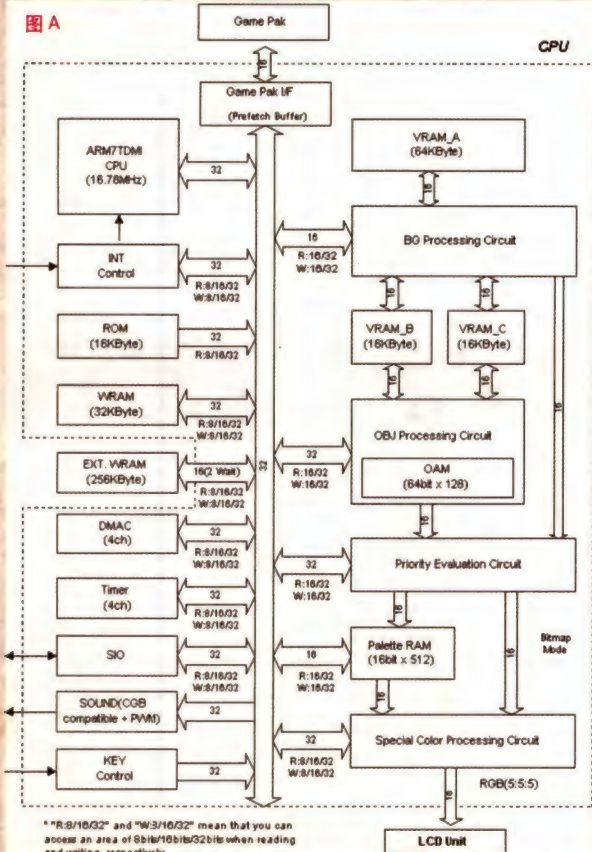 图 A
Game Pak
CPU
16
Game Pak I/F
(Prefetch Buffer)
ARM7TDMI
CPU
(16.78MHz)
32
VRAM_A
(64KByte)
16
INT
Control
32
R:8/16/32
W:8/16/32
16
R:16/32
W:16/32
BG Processing Circuit
16
16
ROM
(16KByte)
32
R:8/16/32
VRAM_B
(16KByte)
VRAM_C
(16KByte)
16
16
16
WRAM
(32KByte)
32
R:8/16/32
W:8/16/32
EXT. WRAM
(256KByte)
16(2 Wait)
R:8/16/32
W:8/16/32
32
32
R:16/32
W:16/32
OBJ Processing Circuit
OAM
(64bit x 128)
16
DMAC
(4ch)
32
R:8/16/32
W:8/16/32
32
R:16/32
W:16/32
Priority Evaluation Circuit
Timer
(4ch)
32
R:8/16/32
W:8/16/32
16
16
Bitmap
Mode
SIO
32
R:8/16/32
W:8/16/32
16
R:16/32
W:16/32
Palette RAM
(16bit x 512)
16
SOUND(CGB
compatible + PWM)
32
KEY
Control
32
32
R:8/16/32
W:8/16/32
Special Color Processing Circuit
16
RGB(5:5:5)
LCD Unit
* "R:8/16/32" and "W:8/16/32" mean that you can
access an area of 8bits/16bits/32bits when reading
and writing, respectively.